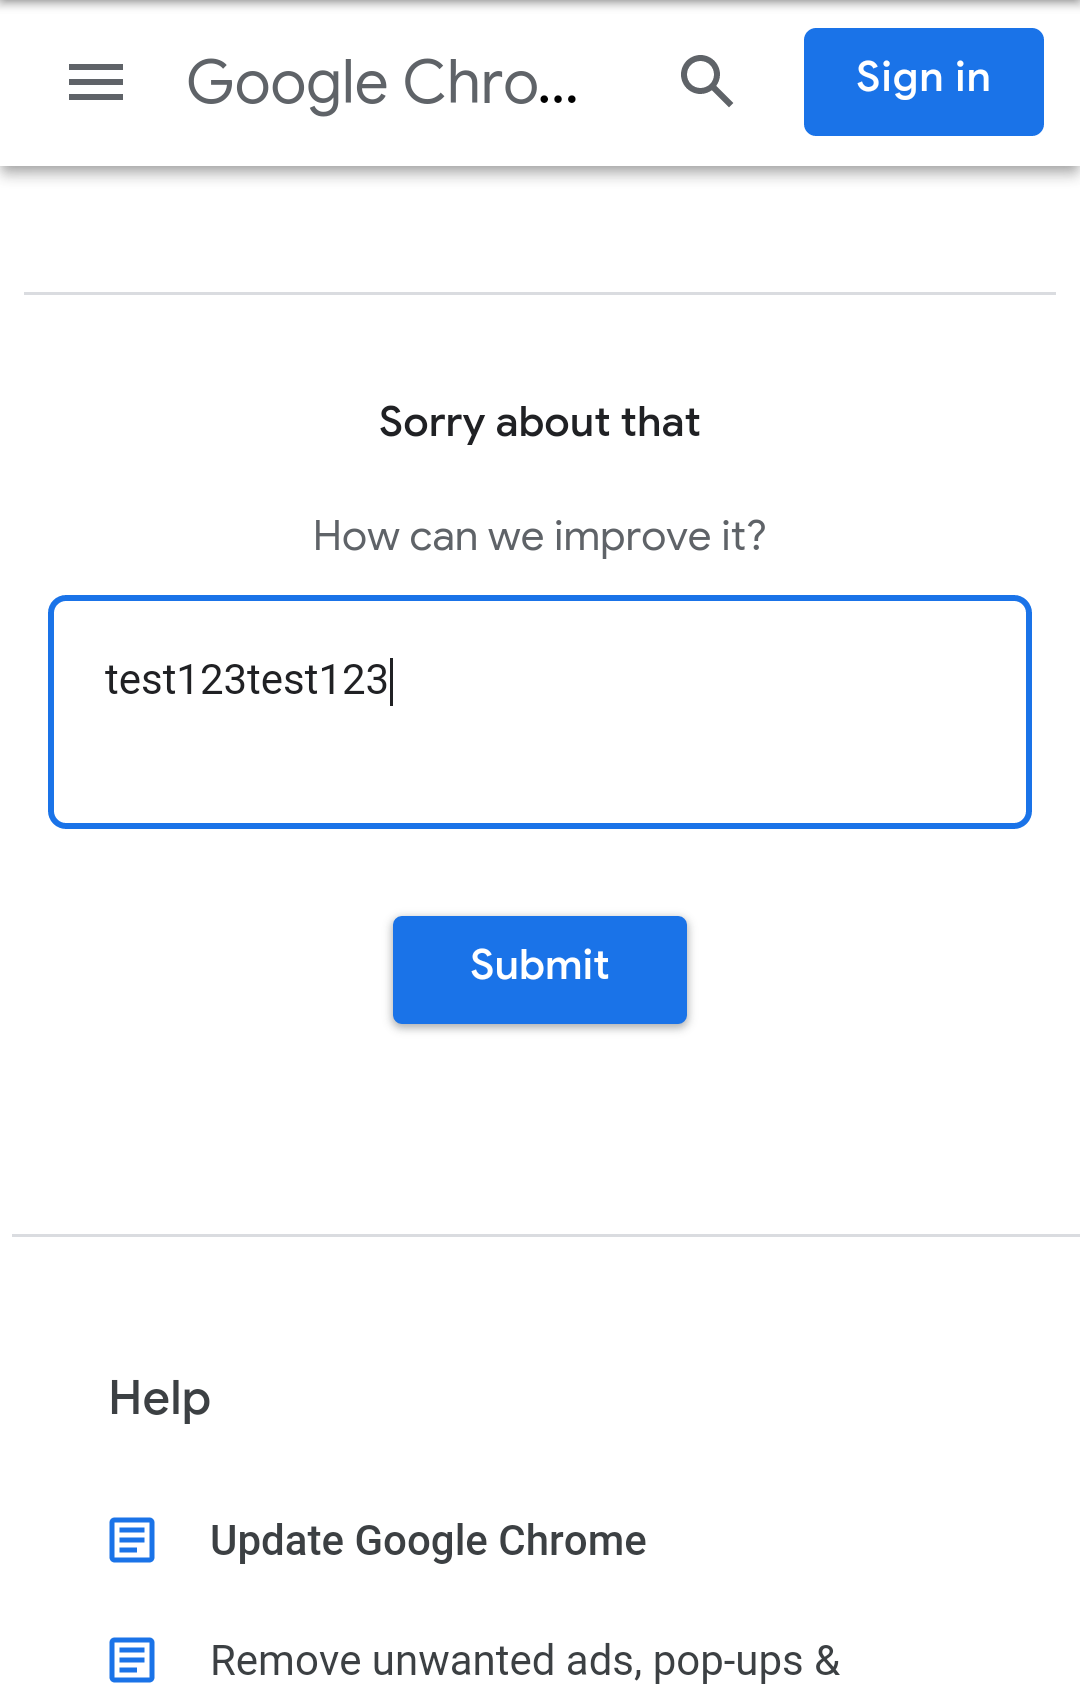 Google Chro...
Sign in
Sorry about that
How can we improve it?
test123test123
Submit
Help
Update Google Chrome
Remove unwanted ads, pop-ups &